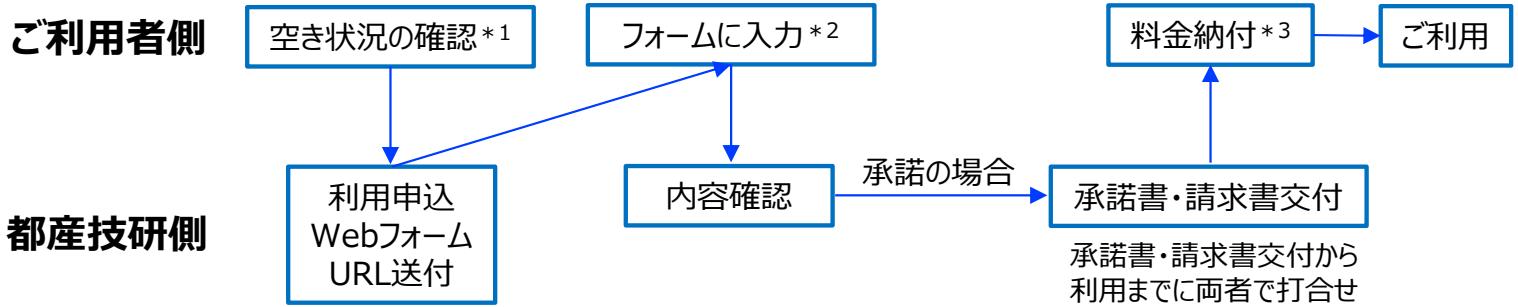 ご利用者側
空き状況の確認*1
フォームに入力*2
料金納付*3
ご利用
都産技研側
利用申込
Webフォーム
URL送付
内容確認
承諾の場合
承諾書・請求書交付
承諾書・請求書交付から
利用までに両者で打合せ